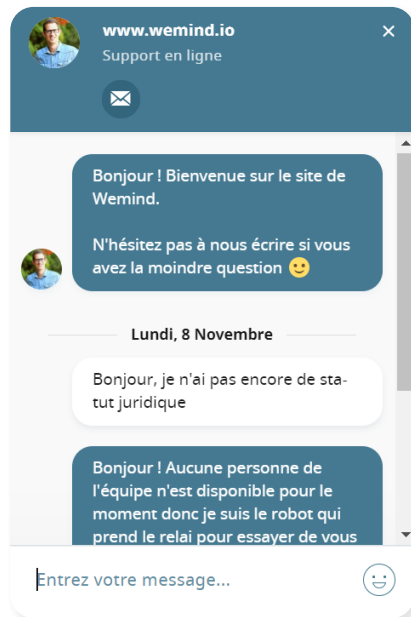 www.wemind.io
Support en ligne
Bonjour ! Bienvenue sur le site de
Wemind.
N'hésitez pas à nous écrire si vous
avez la moindre question 🙂
Lundi, 8 Novembre
Bonjour, je n'ai pas encore de sta-
tut juridique
Bonjour ! Aucune personne de
l'équipe n'est disponible pour le
moment donc je suis le robot qui
prend le relai pour essayer de vous
Entrez votre message...